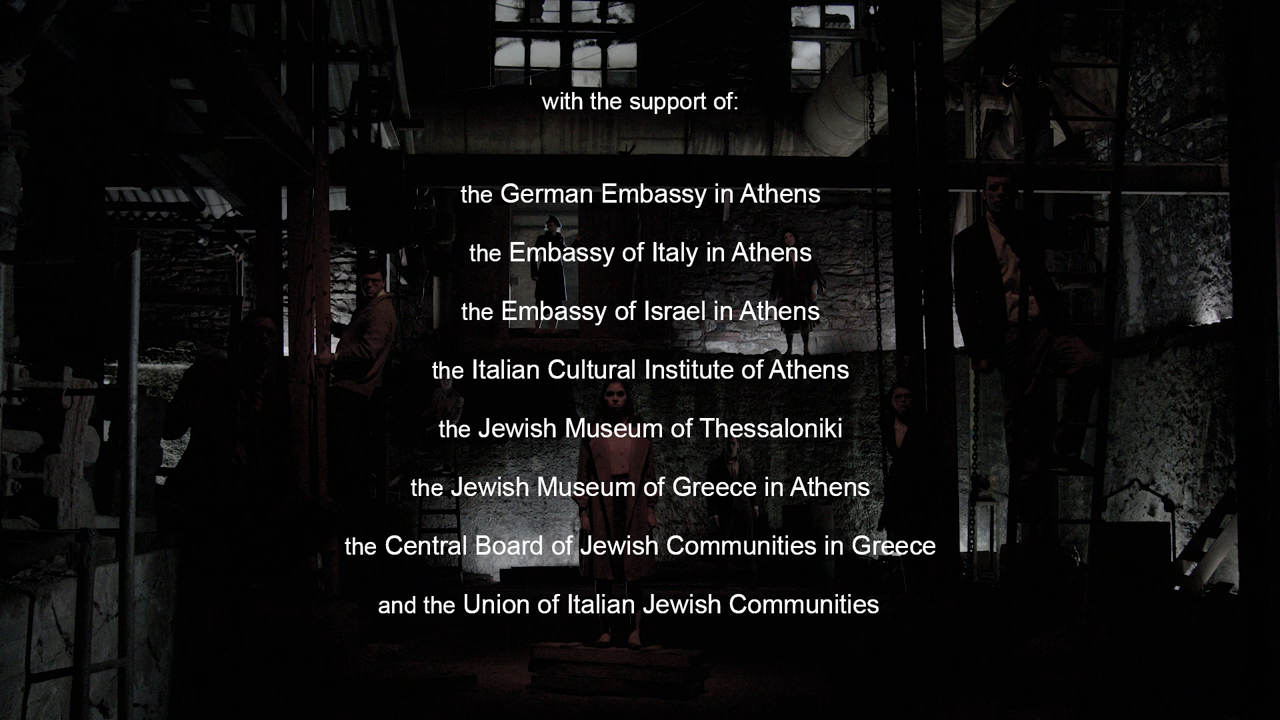 with the support of:
the German Embassy in Athens
the Embassy of Italy in Athens
the Embassy of Israel in Athens
the Italian Cultural Institute of Athens
the Jewish Museum of Thessaloniki
the Jewish Museum of Greece in Athens
the Central Board of Jewish Communities in Greece
and the Union of Italian Jewish Communities